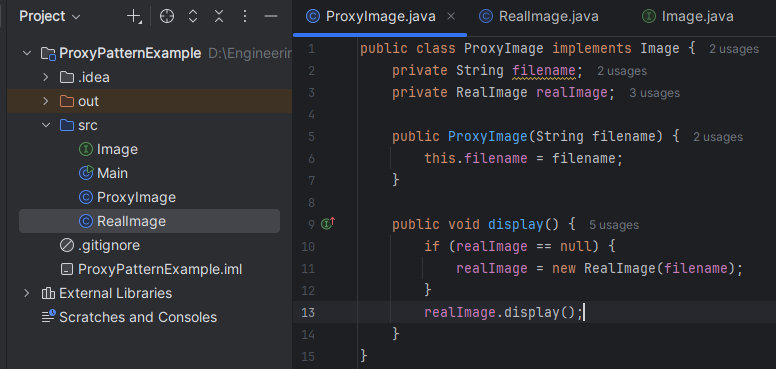 Project
ProxyPatternExample D:\Engineerin
.idea
out
src
Image
Main
ProxyImage
RealImage
.gitignore
ProxyPatternExample.iml
External Libraries
Scratches and Consoles
ProxyImage.java RealImage.java Image.java
1 public class ProxyImage implements Image { 2 usages
2 private String filename; 2 usages
3 private RealImage realImage; 3 usages
4
5 public ProxyImage(String filename) { 2 usages
6 this.filename = filename;
7 }
8
9 public void display() { 5 usages
10 if (realImage == null) {
11 realImage = new RealImage(filename);
12 }
13 realImage.display();
14 }
15 }